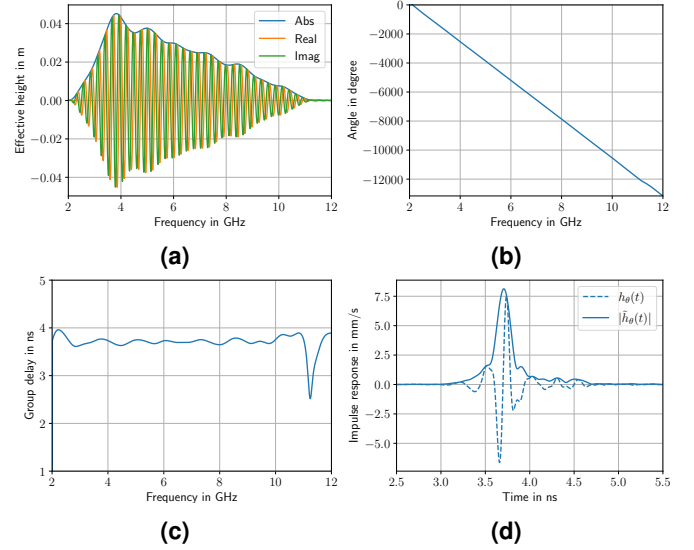 0.04
0.02
0.00
−0.02
−0.04
Effective height in m
Abs
Real
Imag
2 4 6 8 10 12
Frequency in GHz
(a)
0
−2000
−4000
−6000
−8000
−10000
−12000
Angle in degree
2 4 6 8 10 12
Frequency in GHz
(b)
5
4
3
2
1
Group delay in ns
2 4 6 8 10 12
Frequency in GHz
(c)
7.5
5.0
2.5
0.0
−2.5
−5.0
Impulse response in mm/s
h_θ(t)
|h̃_θ(t)|
2.5 3.0 3.5 4.0 4.5 5.0 5.5
Time in ns
(d)